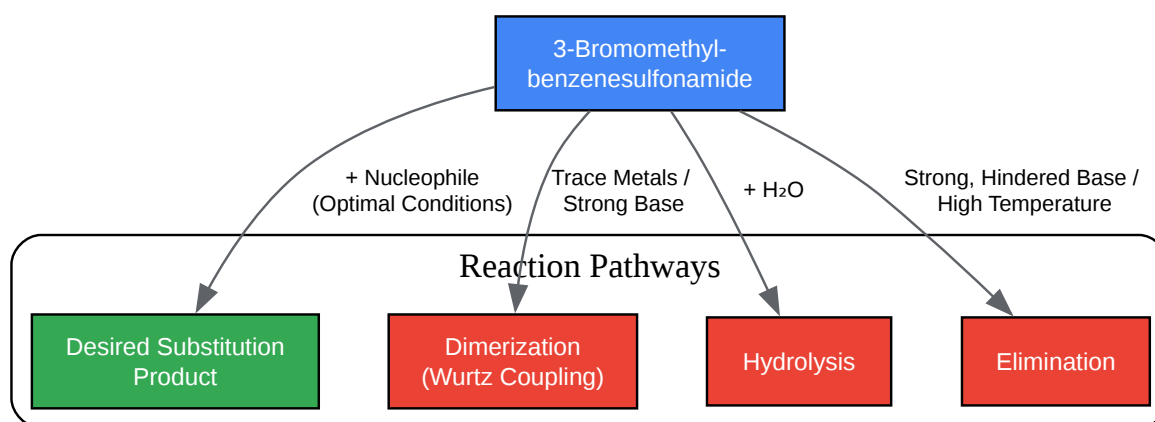 3-Bromomethyl-
benzenesulfonamide
+ Nucleophile
(Optimal Conditions)
Trace Metals /
Strong Base
+ H₂O
Strong, Hindered Base /
High Temperature
Reaction Pathways
Desired Substitution
Product
Dimerization
(Wurtz Coupling)
Hydrolysis
Elimination